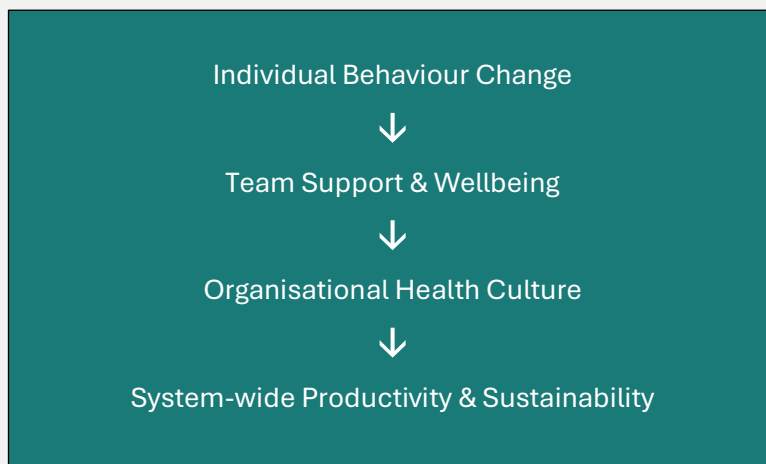 Individual Behaviour Change
↓
Team Support & Wellbeing
↓
Organisational Health Culture
↓
System-wide Productivity & Sustainability